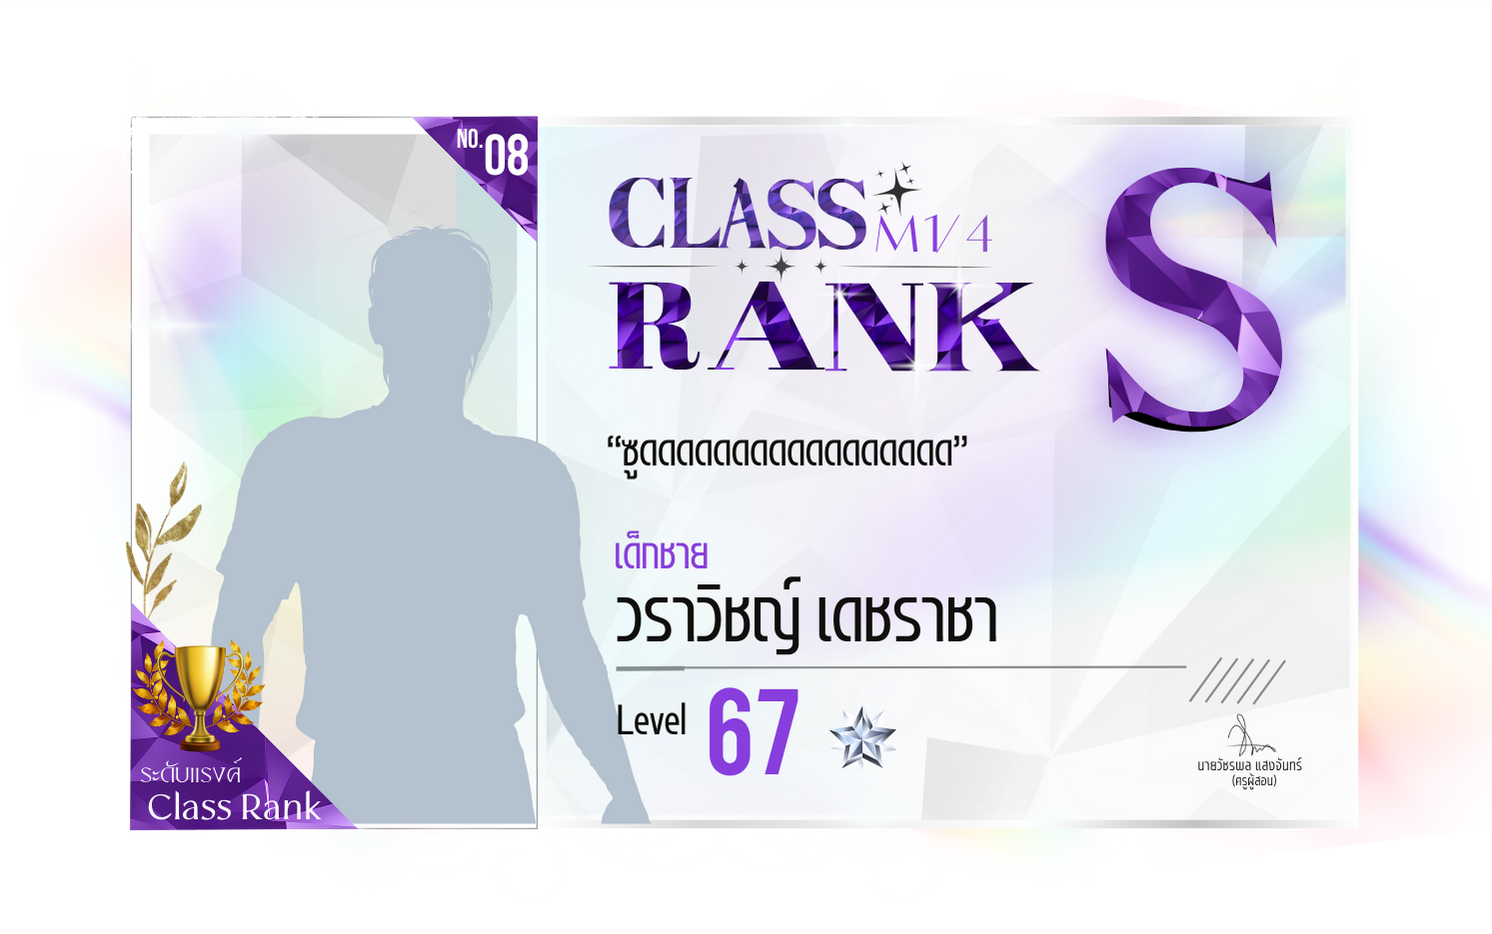 NO.08
CLASS M1/4
RANK
S
“ซูดดดดดดดดดดดดดดดดด”
เด็กชาย
วราวิชญ์ เดชราชา
Level 67
นายวัชรพล แสงจันทร์
(ครูผู้สอน)
ระดับแรงค์
Class Rank